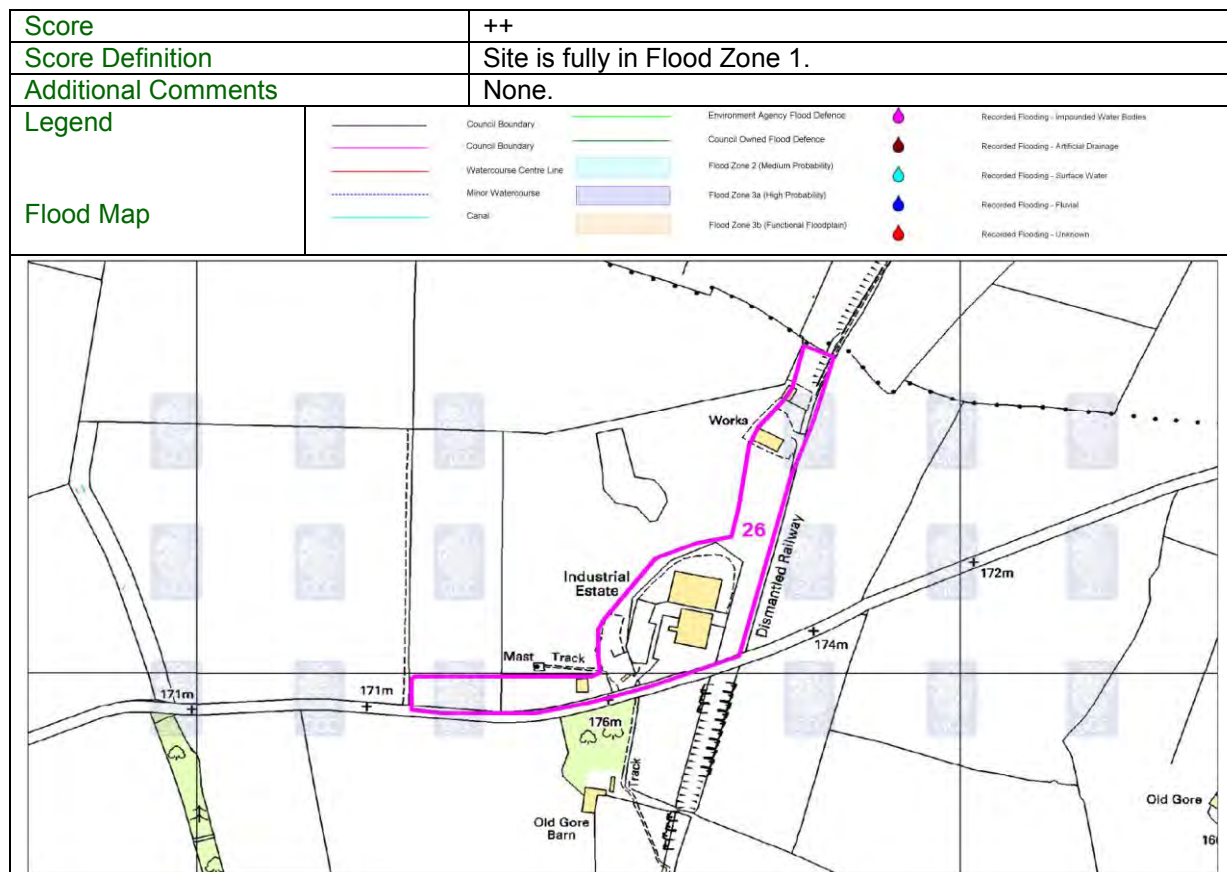 Score
++
Score Definition
Site is fully in Flood Zone 1.
Additional Comments
None.
Legend
Flood Map
Council Boundary
Council Boundary
Watercourse Centre Line
Minor Watercourse
Canal
Environment Agency Flood Defence
Council Owned Flood Defence
Flood Zone 2 (Medium Probability)
Flood Zone 3a (High Probability)
Flood Zone 3b (Functional Floodplain)
Recorded Flooding - Impounded Water Bodies
Recorded Flooding - Artificial Drainage
Recorded Flooding - Surface Water
Recorded Flooding - Fluvial
Recorded Flooding - Unknown
Works
26
Dismantled Railway
Industrial
Estate
172m
174m
Mast
Track
171m
171m
176m
Track
Old Gore
Barn
Old Gore